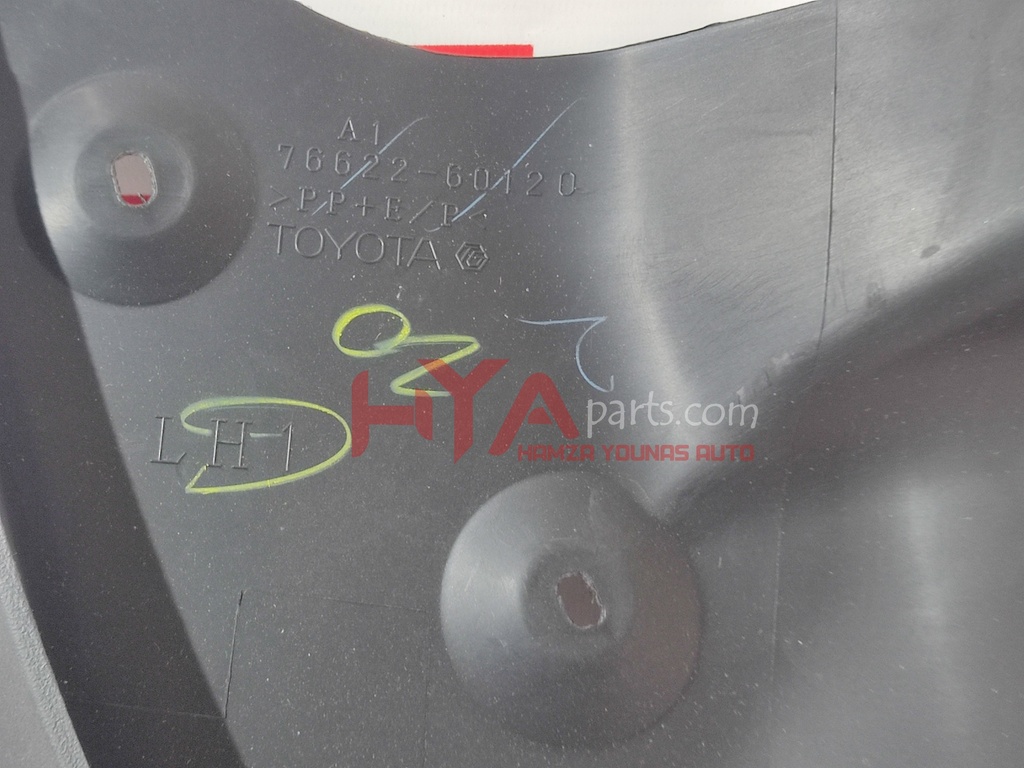 A1
76622-60120
>PP+E/P<
TOYOTA
LH-1
HYAparts.com
HAMZA YOUNAS AUTO